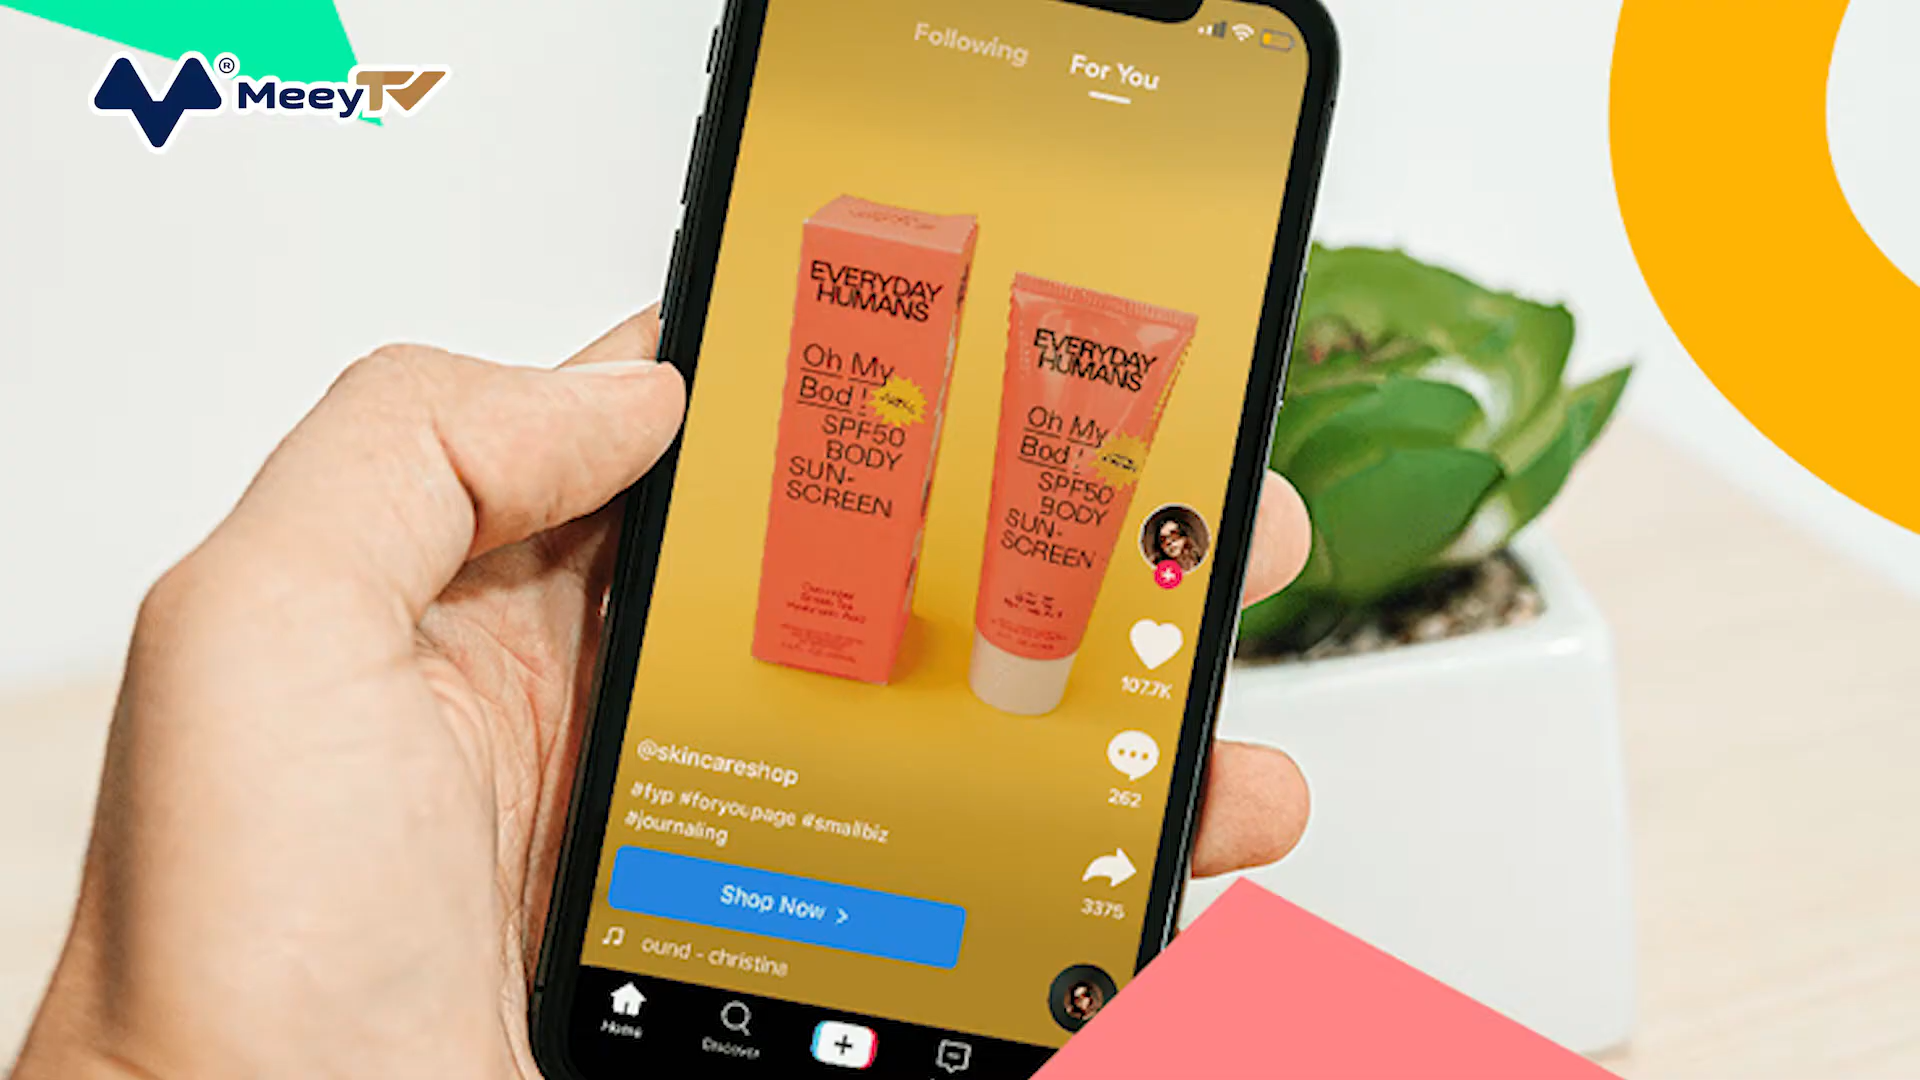 MeeyTV
®
Following
For You
EVERYDAY
HUMANS
Oh My
Bod !
SPF50
BODY
SUN-
SCREEN
EVERYDAY
HUMANS
Oh My
Bod !
SPF50
BODY
SUN-
SCREEN
107.7K
262
3375
@skincareshop
#fyp #foryoupage #smallbiz
#journaling
Shop Now >
ound - christina
Home
Discover